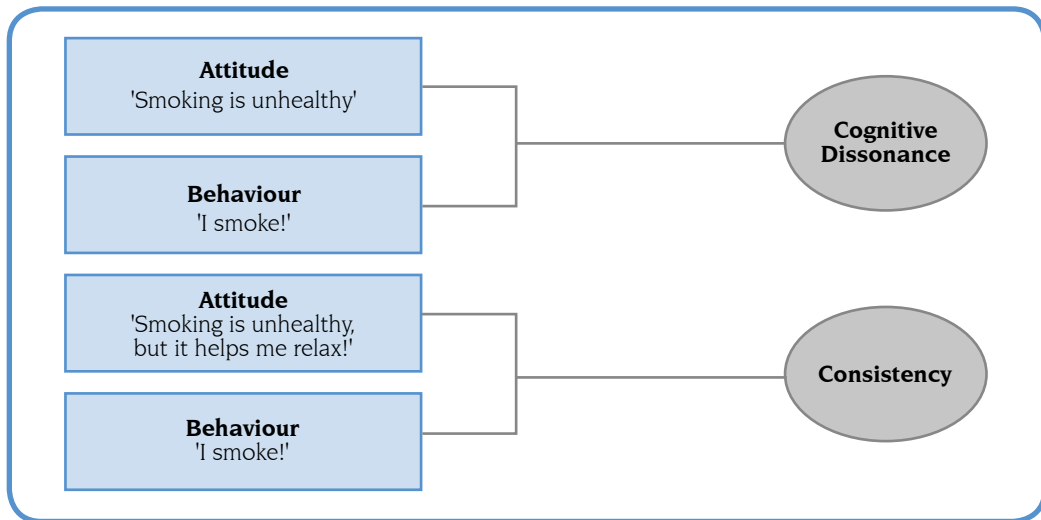 Attitude
'Smoking is unhealthy'
Behaviour
'I smoke!'
Cognitive
Dissonance
Attitude
'Smoking is unhealthy,
but it helps me relax!'
Behaviour
'I smoke!'
Consistency